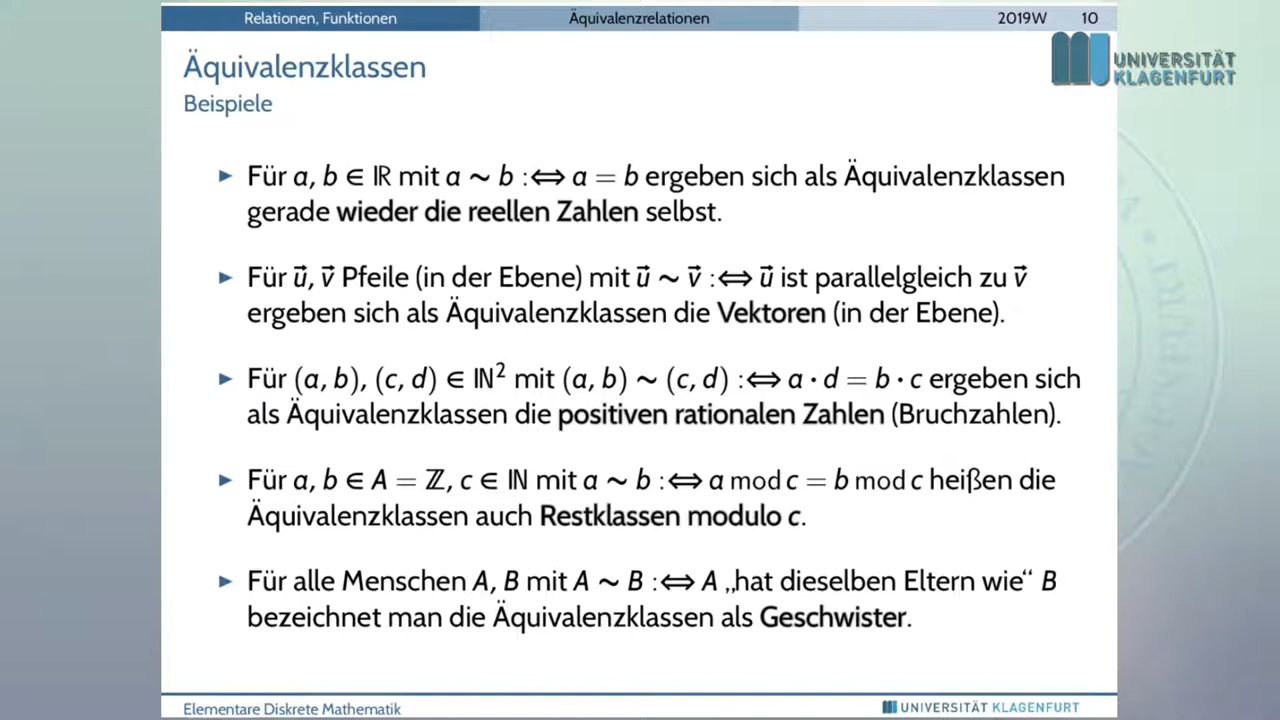 Relationen, Funktionen Äquivalenzrelationen 2019W 10
UNIVERSITÄT
KLAGENFURT
Äquivalenzklassen
Beispiele
► Für a, b ∈ ℝ mit a ∼ b :⇔ a = b ergeben sich als Äquivalenzklassen
gerade wieder die reellen Zahlen selbst.
► Für u⃗, v⃗ Pfeile (in der Ebene) mit u⃗ ∼ v⃗ :⇔ u⃗ ist parallelgleich zu v⃗
ergeben sich als Äquivalenzklassen die Vektoren (in der Ebene).
► Für (a, b), (c, d) ∈ ℕ² mit (a, b) ∼ (c, d) :⇔ a · d = b · c ergeben sich
als Äquivalenzklassen die positiven rationalen Zahlen (Bruchzahlen).
► Für a, b ∈ A = ℤ, c ∈ ℕ mit a ∼ b :⇔ a mod c = b mod c heißen die
Äquivalenzklassen auch Restklassen modulo c.
► Für alle Menschen A, B mit A ∼ B :⇔ A „hat dieselben Eltern wie“ B
bezeichnet man die Äquivalenzklassen als Geschwister.
Elementare Diskrete Mathematik UNIVERSITÄT KLAGENFURT